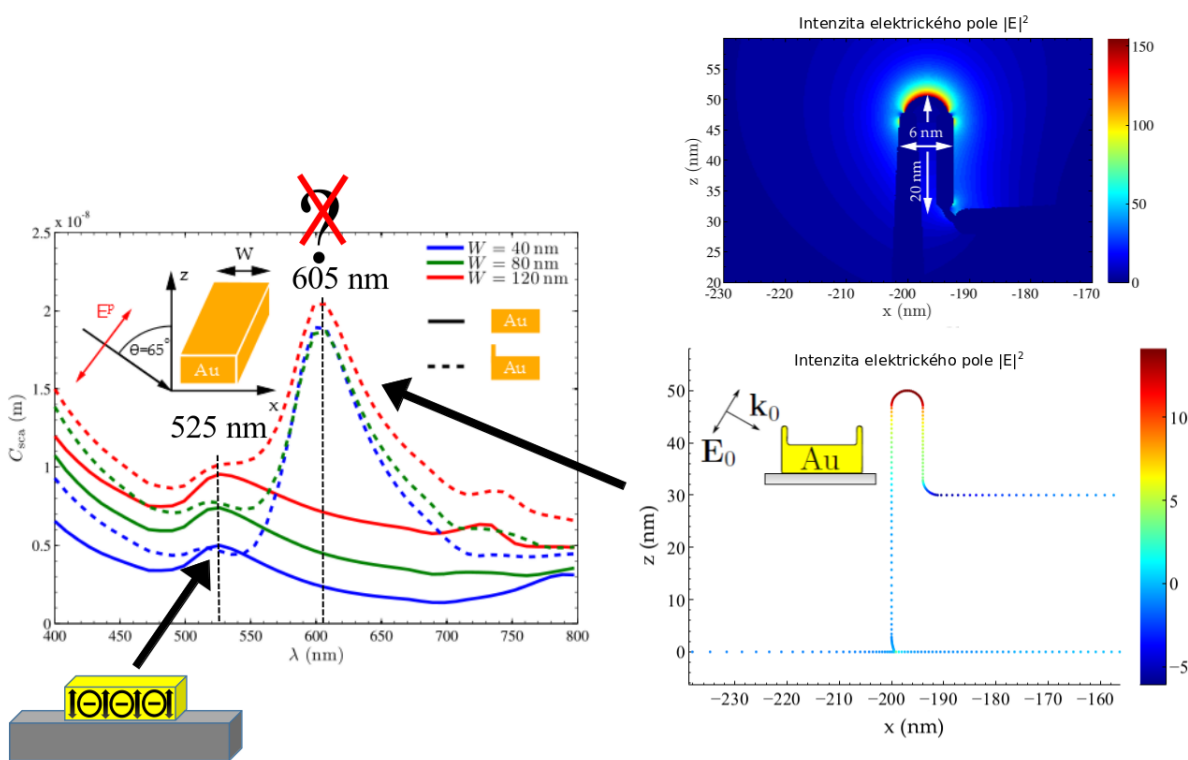 Intenzita elektrického pole |E|²
z (nm)
55
50
45
40
35
30
25
20
6 nm
20 nm
150
100
50
0
−230 −220 −210 −200 −190 −180 −170
x (nm)
?
x 10⁻⁸
605 nm
W = 40 nm
W = 80 nm
W = 120 nm
Au
Au
W
z
Eᵖ
θ=65°
Au
x
525 nm
C_sca (m)
2.5
2
1.5
1
0.5
0
400 450 500 550 600 650 700 750 800
λ (nm)
Intenzita elektrického pole |E|²
k₀
E₀
Au
z (nm)
50
40
30
20
10
0
−230 −220 −210 −200 −190 −180 −170 −160
x (nm)
10
5
0
−5